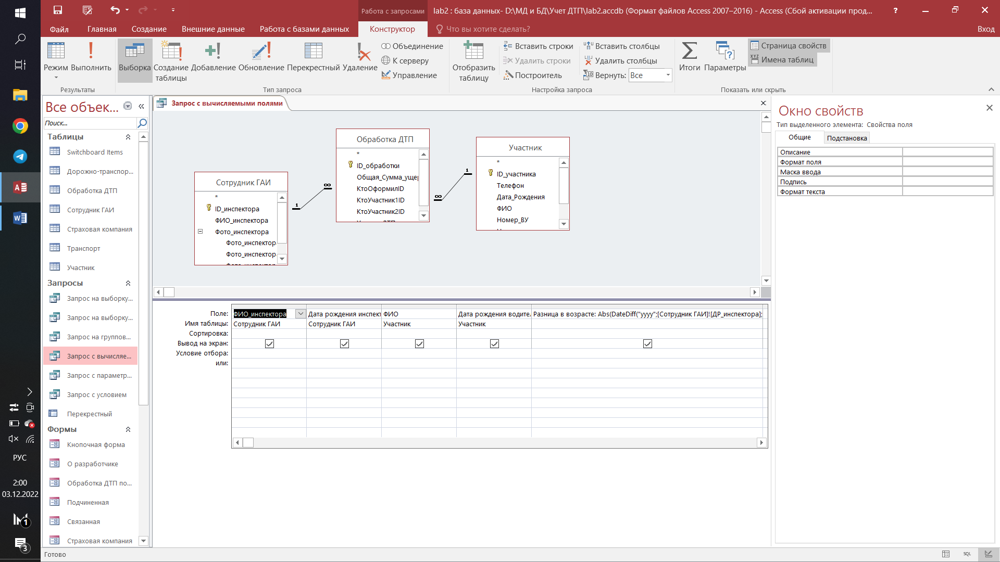 Работа с запросами
lab2 : база данных- D:\МД и БД\Учет ДТП\lab2.accdb (Формат файлов Access 2007–2016) - Access (Сбой активации прод...
?
Файл
Главная
Создание
Внешние данные
Работа с базами данных
Конструктор
Что вы хотите сделать?
Вход
Режим
Выполнить
Результаты
Выборка
Создание таблицы
Добавление
Обновление
Перекрестный
Удаление
Объединение
К серверу
Управление
Тип запроса
Отобразить таблицу
Вставить строки
Удалить строки
Построитель
Вставить столбцы
Удалить столбцы
Вернуть: Все
Настройка запроса
Итоги
Параметры
Страница свойств
Имена таблиц
Показать или скрыть
Все объек...
Поиск...
Таблицы
Switchboard Items
Дорожно-транспор...
Обработка ДТП
Сотрудник ГАИ
Страховая компания
Транспорт
Участник
Запросы
Запрос на выборку...
Запрос на выборку...
Запрос на группов...
Запрос с вычисляе...
Запрос с параметр...
Запрос с условием
Перекрестный
Формы
Кнопочная форма
О разработчике
Обработка ДТП по...
Подчиненная
Связанная
Страховая компания
Запрос с вычисляемыми полями
Сотрудник ГАИ
*
ID_инспектора
ФИО_инспектора
Фото_инспектора
Фото_инспектор
Фото_инспектор
1
∞
Обработка ДТП
*
ID_обработки
Общая_Сумма_ущер
КтоОформилID
КтоУчастник1ID
КтоУчастник2ID
∞
1
Участник
*
ID_участника
Телефон
Дата_Рождения
ФИО
Номер_ВУ
Поле: ФИО_инспектора Дата рождения инспект ФИО Дата рождения водите. Разница в возрасте: Abs(DateDiff("yyyy";[Сотрудник ГАИ]![ДР_инспектора];
Имя таблицы: Сотрудник ГАИ Сотрудник ГАИ Участник Участник
Сортировка:
Вывод на экран:
Условие отбора:
или:
Окно свойств
Тип выделенного элемента: Свойства поля
Общие
Подстановка
Описание
Формат поля
Маска ввода
Подпись
Формат текста
РУС
2:00
03.12.2022
1
3
Готово
SQL